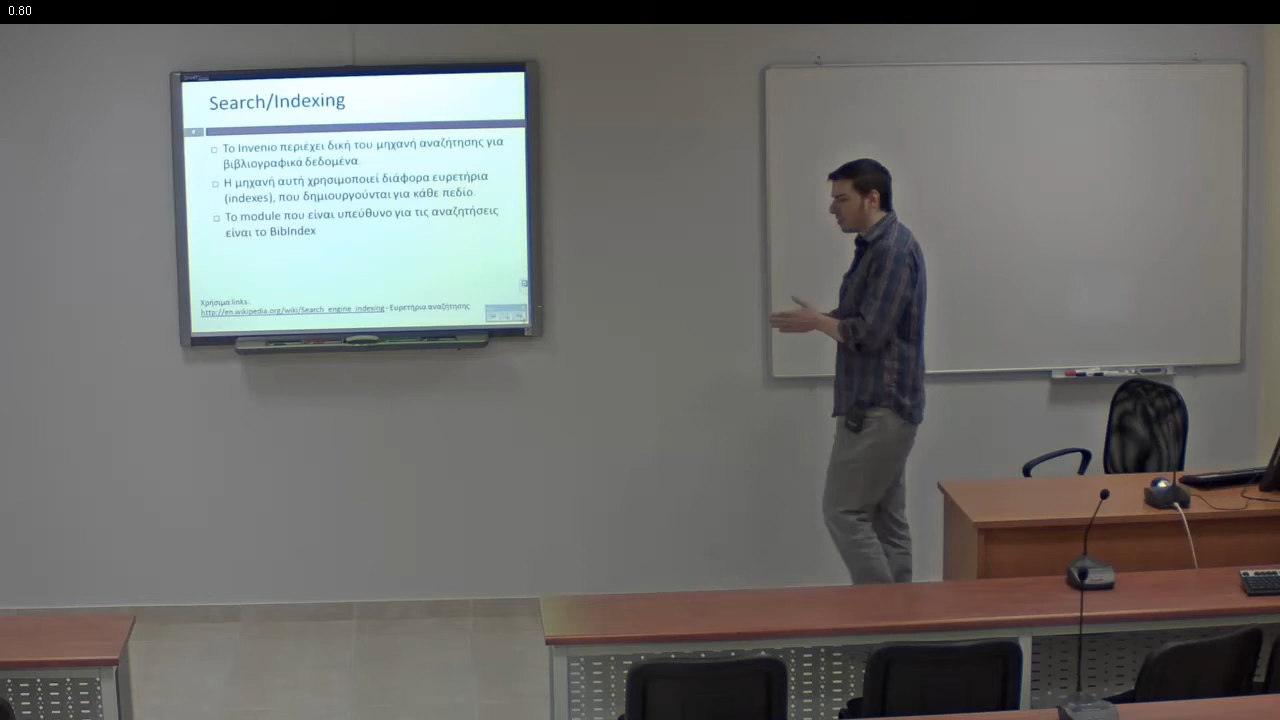 0.80
Search/Indexing
Το Invenio περιέχει δική του μηχανή αναζήτησης για
βιβλιογραφικά δεδομένα.
Η μηχανή αυτή χρησιμοποιεί διάφορα ευρετήρια
(indexes), που δημιουργούνται για κάθε πεδίο.
Το module που είναι υπεύθυνο για τις αναζητήσεις
είναι το BibIndex
Χρήσιμα links:
http://en.wikipedia.org/wiki/Search_engine_indexing - Ευρετήρια αναζήτησης